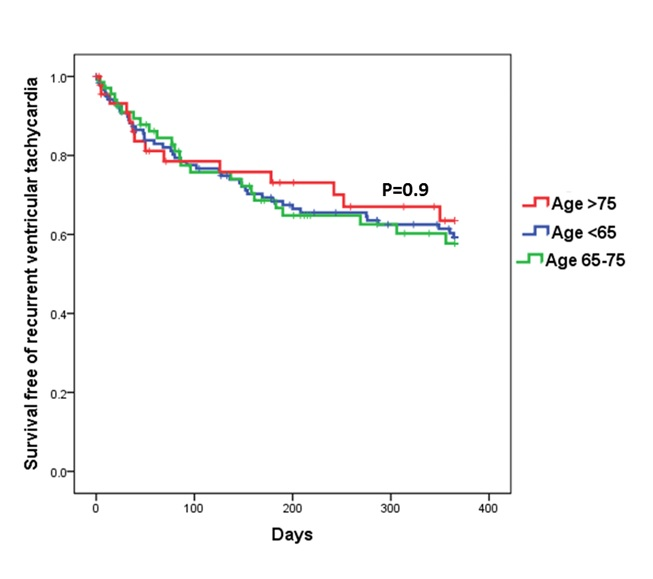 Survival free of recurrent ventricular tachycardia
1.0
0.8
0.6
0.4
0.2
0.0
P=0.9
0 100 200 300 400
Days
Age >75
Age <65
Age 65-75